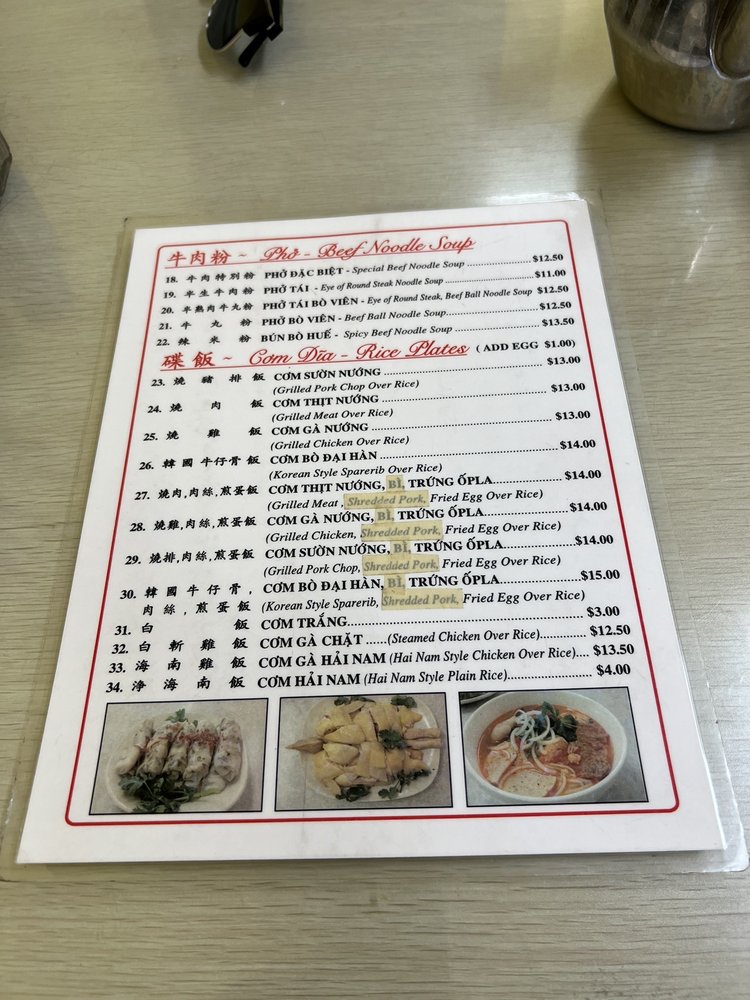 牛肉粉 ~ Phở - Beef Noodle Soup
18. 牛肉特別粉 PHỞ ĐẶC BIỆT - Special Beef Noodle Soup ........................ $12.50
19. 半生牛肉粉 PHỞ TÁI - Eye of Round Steak Noodle Soup ........................ $11.00
20. 半熟肉牛丸粉 PHỞ TÁI BÒ VIÊN - Eye of Round Steak, Beef Ball Noodle Soup $12.50
21. 牛丸粉 PHỞ BÒ VIÊN - Beef Ball Noodle Soup........................ $12.50
22. 辣米粉 BÚN BÒ HUẾ - Spicy Beef Noodle Soup ........................ $13.50
碟飯 ~ Cơm Dĩa - Rice Plates ( ADD EGG $1.00)
23. 燒豬排飯 CƠM SƯỜN NƯỚNG ........................ $13.00
(Grilled Pork Chop Over Rice)
24. 燒肉飯 CƠM THỊT NƯỚNG ........................ $13.00
(Grilled Meat Over Rice)
25. 燒雞飯 CƠM GÀ NƯỚNG ........................ $13.00
(Grilled Chicken Over Rice)
26. 韓國牛仔骨飯 CƠM BÒ ĐẠI HÀN ........................ $14.00
(Korean Style Sparerib Over Rice)
27. 燒肉,肉絲,煎蛋飯 CƠM THỊT NƯỚNG, BÌ, TRỨNG ỐPLA........................ $14.00
(Grilled Meat , Shredded Pork, Fried Egg Over Rice)
28. 燒雞,肉絲,煎蛋飯 CƠM GÀ NƯỚNG, BÌ, TRỨNG ỐPLA........................ $14.00
(Grilled Chicken, Shredded Pork, Fried Egg Over Rice)
29. 燒排,肉絲,煎蛋飯 CƠM SƯỜN NƯỚNG, BÌ, TRỨNG ỐPLA........................ $14.00
(Grilled Pork Chop, Shredded Pork, Fried Egg Over Rice)
30. 韓國牛仔骨, CƠM BÒ ĐẠI HÀN, BÌ, TRỨNG ỐPLA........................ $15.00
肉絲,煎蛋飯 (Korean Style Sparerib, Shredded Pork, Fried Egg Over Rice)
31. 白飯 CƠM TRẮNG........................ $3.00
32. 白斬雞飯 CƠM GÀ CHẶT ......(Steamed Chicken Over Rice)............ $12.50
33. 海南雞飯 CƠM GÀ HẢI NAM (Hai Nam Style Chicken Over Rice).... $13.50
34. 淨海南飯 CƠM HẢI NAM (Hai Nam Style Plain Rice)........................ $4.00